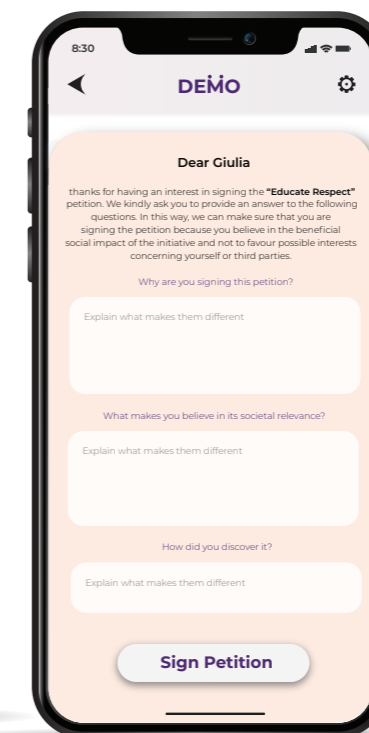 8:30
DEMO
Dear Giulia
thanks for having an interest in signing the “Educate Respect”
petition. We kindly ask you to provide an answer to the following
questions. In this way, we can make sure that you are
signing the petition because you believe in the beneficial
social impact of the initiative and not to favour possible interests
concerning yourself or third parties.
Why are you signing this petition?
Explain what makes them different
What makes you believe in its societal relevance?
Explain what makes them different
How did you discover it?
Explain what makes them different
Sign Petition